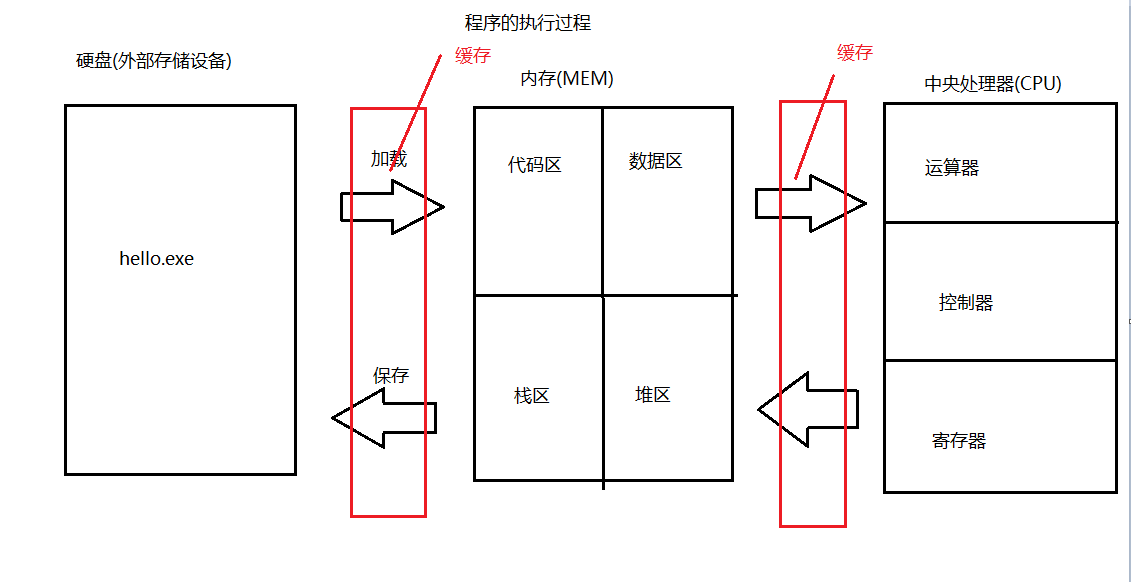 程序的执行过程
硬盘(外部存储设备)
缓存
内存(MEM)
缓存
中央处理器(CPU)
hello.exe
加载
保存
代码区
数据区
栈区
堆区
运算器
控制器
寄存器